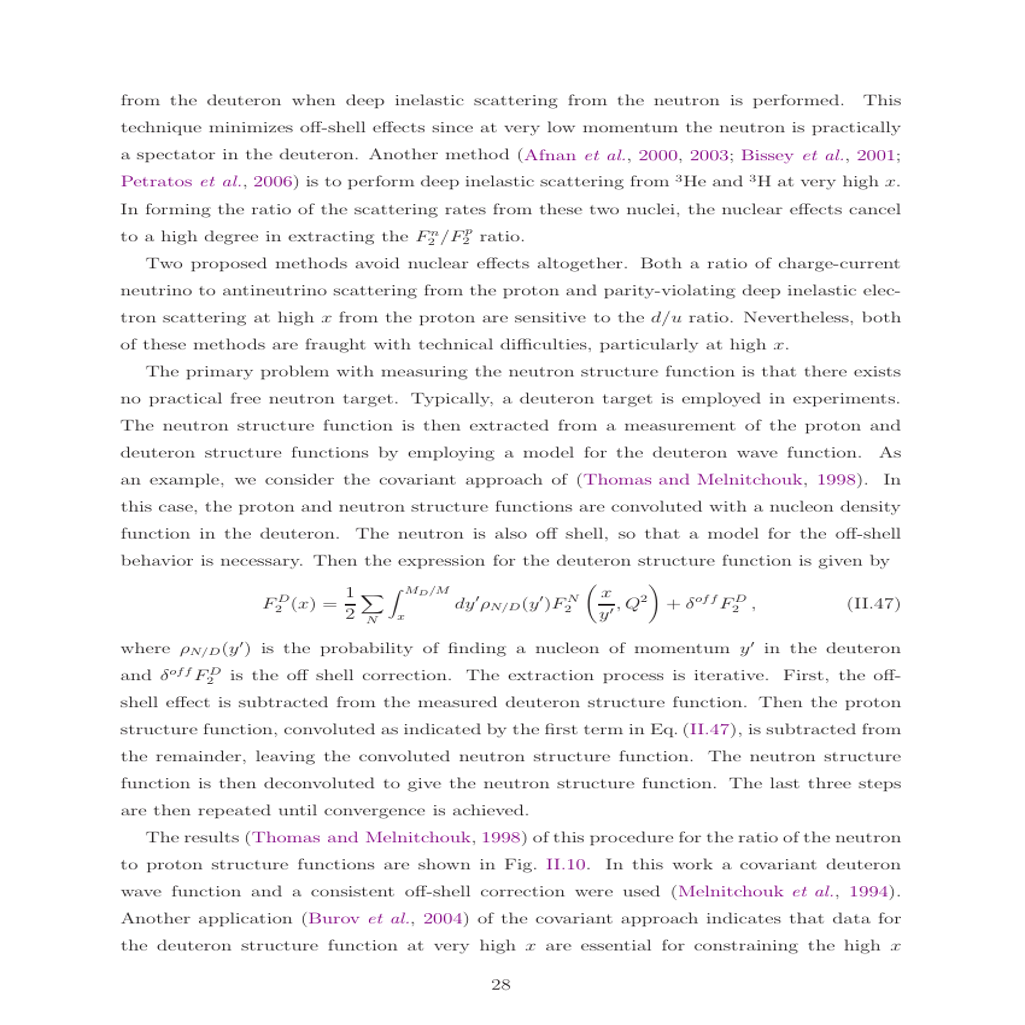 from the deuteron when deep inelastic scattering from the neutron is performed. This
technique minimizes off-shell effects since at very low momentum the neutron is practically
a spectator in the deuteron. Another method (Afnan et al., 2000, 2003; Bissey et al., 2001;
Petratos et al., 2006) is to perform deep inelastic scattering from ³He and ³H at very high x.
In forming the ratio of the scattering rates from these two nuclei, the nuclear effects cancel
to a high degree in extracting the F₂ⁿ/F₂ᵖ ratio.
Two proposed methods avoid nuclear effects altogether. Both a ratio of charge-current
neutrino to antineutrino scattering from the proton and parity-violating deep inelastic elec-
tron scattering at high x from the proton are sensitive to the d/u ratio. Nevertheless, both
of these methods are fraught with technical difficulties, particularly at high x.
The primary problem with measuring the neutron structure function is that there exists
no practical free neutron target. Typically, a deuteron target is employed in experiments.
The neutron structure function is then extracted from a measurement of the proton and
deuteron structure functions by employing a model for the deuteron wave function. As
an example, we consider the covariant approach of (Thomas and Melnitchouk, 1998). In
this case, the proton and neutron structure functions are convoluted with a nucleon density
function in the deuteron. The neutron is also off shell, so that a model for the off-shell
behavior is necessary. Then the expression for the deuteron structure function is given by
F_2^D(x) = \frac{1}{2} \sum_N \int_x^{M_D/M} dy′ρ_{N/D}(y′)F_2^N (\frac{x}{y′}, Q²) + δ^{off}F_2^D , (II.47)
where ρ_{N/D}(y′) is the probability of finding a nucleon of momentum y′ in the deuteron
and δ^{off}F_2^D is the off shell correction. The extraction process is iterative. First, the off-
shell effect is subtracted from the measured deuteron structure function. Then the proton
structure function, convoluted as indicated by the first term in Eq. (II.47), is subtracted from
the remainder, leaving the convoluted neutron structure function. The neutron structure
function is then deconvoluted to give the neutron structure function. The last three steps
are then repeated until convergence is achieved.
The results (Thomas and Melnitchouk, 1998) of this procedure for the ratio of the neutron
to proton structure functions are shown in Fig. II.10. In this work a covariant deuteron
wave function and a consistent off-shell correction were used (Melnitchouk et al., 1994).
Another application (Burov et al., 2004) of the covariant approach indicates that data for
the deuteron structure function at very high x are essential for constraining the high x
28